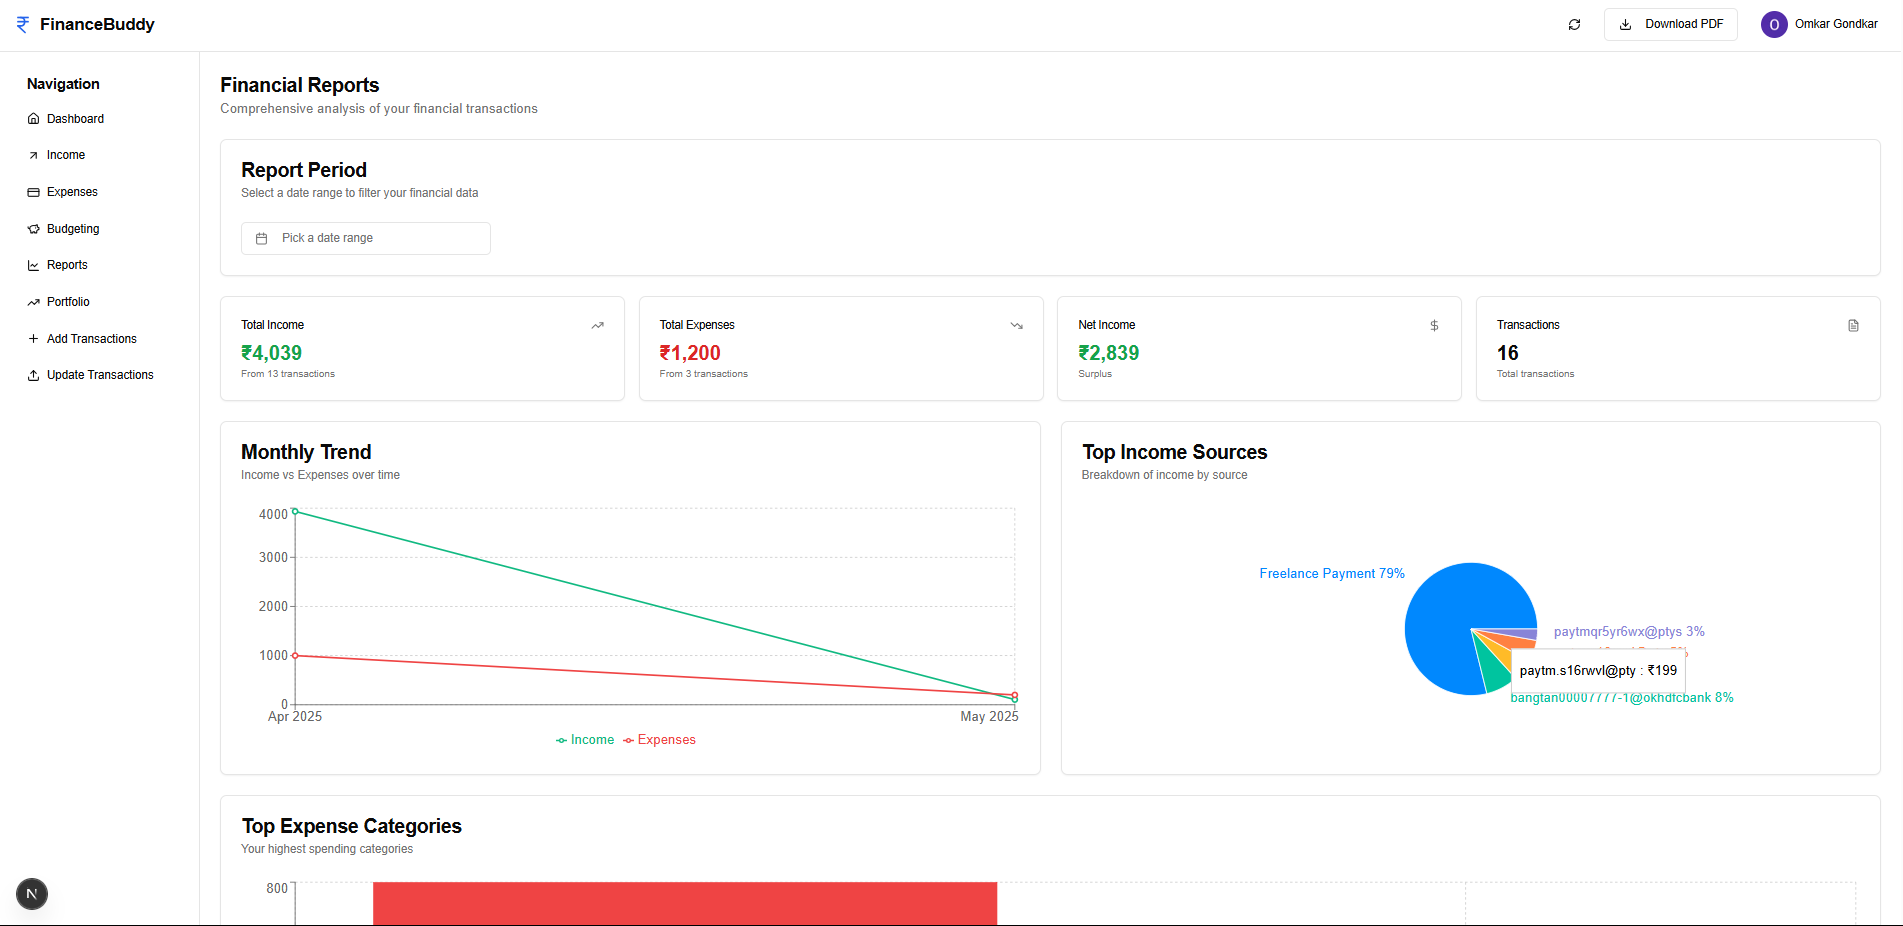 FinanceBuddy
Download PDF
O
Omkar Gondkar
Navigation
Dashboard
Income
Expenses
Budgeting
Reports
Portfolio
Add Transactions
Update Transactions
Financial Reports
Comprehensive analysis of your financial transactions
Report Period
Select a date range to filter your financial data
Pick a date range
Total Income
₹4,039
From 13 transactions
Total Expenses
₹1,200
From 3 transactions
Net Income
$
₹2,839
Surplus
Transactions
16
Total transactions
Monthly Trend
Income vs Expenses over time
4000
3000
2000
1000
0
Apr 2025
May 2025
Income
Expenses
Top Income Sources
Breakdown of income by source
Freelance Payment 79%
paytmqr5yr6wx@ptys 3%
paytm.s16rwvl@pty : ₹199
bangtan00007777-1@okhdfcbank 8%
Top Expense Categories
Your highest spending categories
800
N